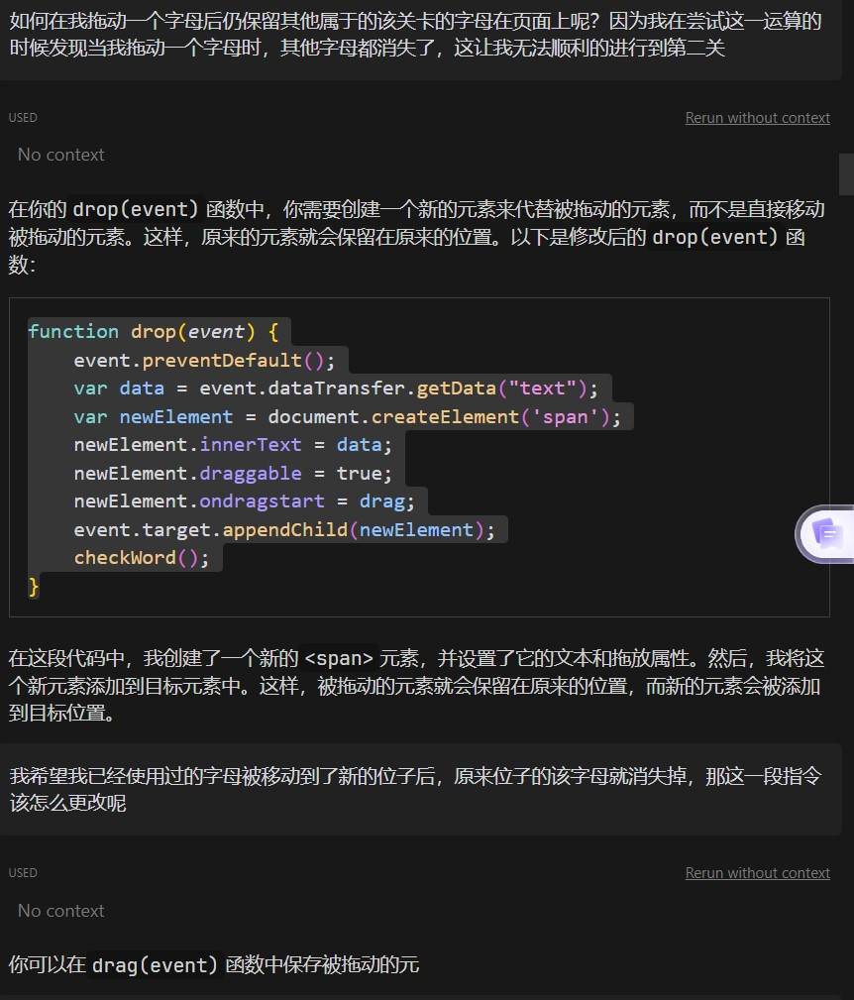 如何在我拖动一个字母后仍保留其他属于的该关卡的字母在页面上呢？因为我在尝试这一运算的
时候发现当我拖动一个字母时，其他字母都消失了，这让我无法顺利的进行到第二关
USED
Rerun without context
No context
在你的 drop(event) 函数中，你需要创建一个新的元素来代替被拖动的元素，而不是直接移动
被拖动的元素。这样，原来的元素就会保留在原来的位置。以下是修改后的 drop(event) 函
数：
function drop(event) {
    event.preventDefault();
    var data = event.dataTransfer.getData("text");
    var newElement = document.createElement('span');
    newElement.innerText = data;
    newElement.draggable = true;
    newElement.ondragstart = drag;
    event.target.appendChild(newElement);
    checkWord();
}
在这段代码中，我创建了一个新的 <span> 元素，并设置了它的文本和拖放属性。然后，我将这
个新元素添加到目标元素中。这样，被拖动的元素就会保留在原来的位置，而新的元素会被添加
到目标位置。
我希望我已经使用过的字母被移动到了新的位子后，原来位子的该字母就消失掉，那这一段指令
该怎么更改呢
USED
Rerun without context
No context
你可以在 drag(event) 函数中保存被拖动的元